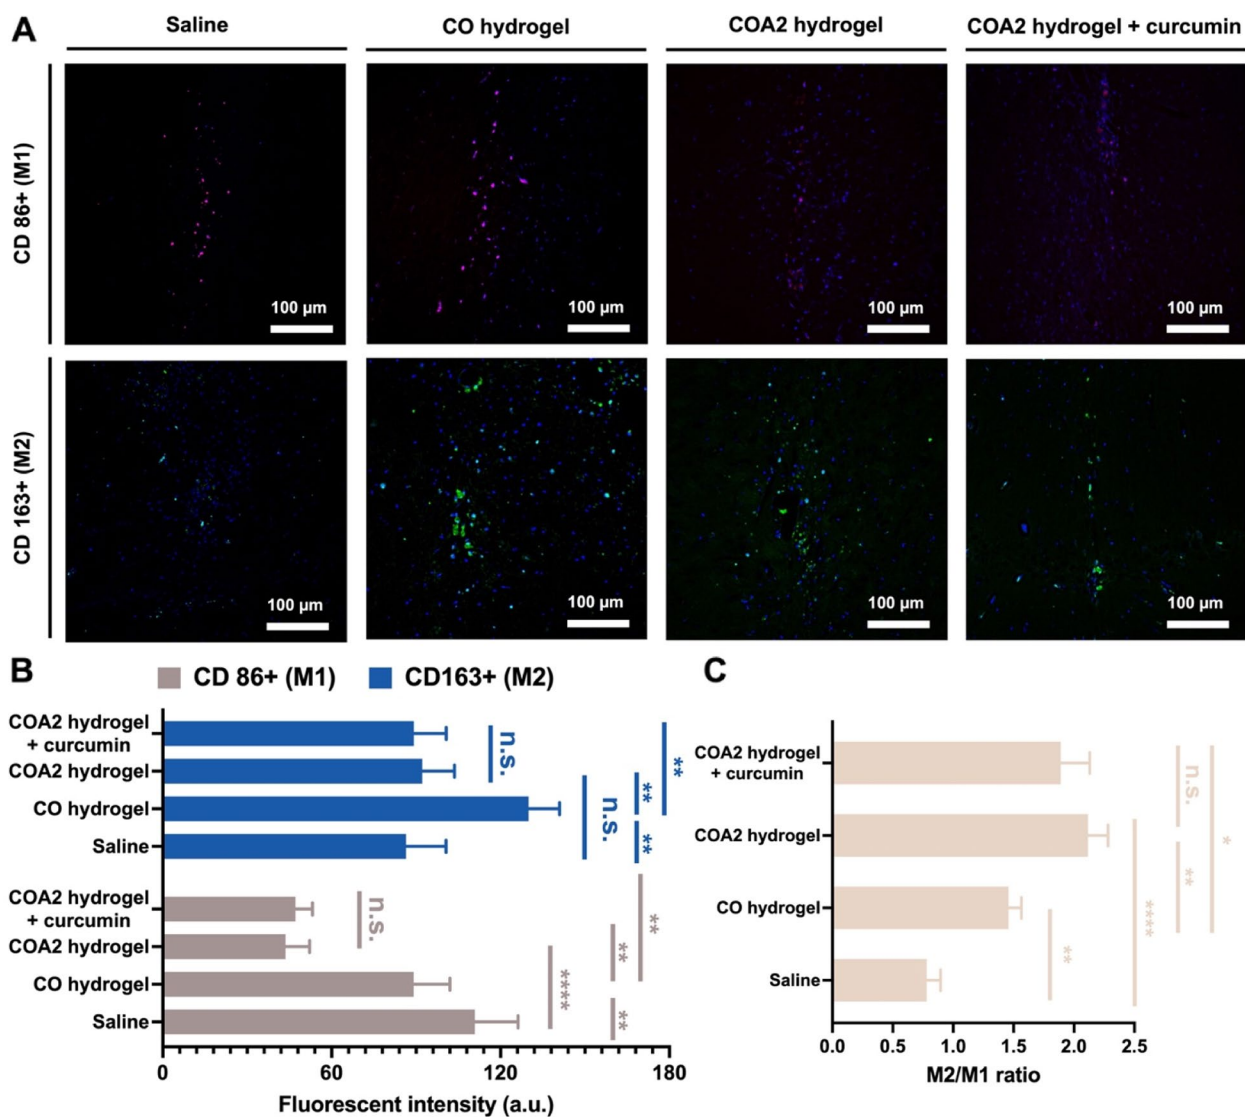 A
Saline
CO hydrogel
COA2 hydrogel
COA2 hydrogel + curcumin
CD 86+ (M1)
100 µm
100 µm
100 µm
100 µm
CD 163+ (M2)
100 µm
100 µm
100 µm
100 µm
B
CD 86+ (M1)
CD163+ (M2)
COA2 hydrogel
+ curcumin
COA2 hydrogel
CO hydrogel
Saline
COA2 hydrogel
+ curcumin
COA2 hydrogel
CO hydrogel
Saline
n.s.
n.s.
**
**
**
n.s.
****
**
**
**
0
60
120
180
Fluorescent intensity (a.u.)
C
COA2 hydrogel
+ curcumin
COA2 hydrogel
CO hydrogel
Saline
n.s.
*
**
****
**
0.0
0.5
1.0
1.5
2.0
2.5
M2/M1 ratio